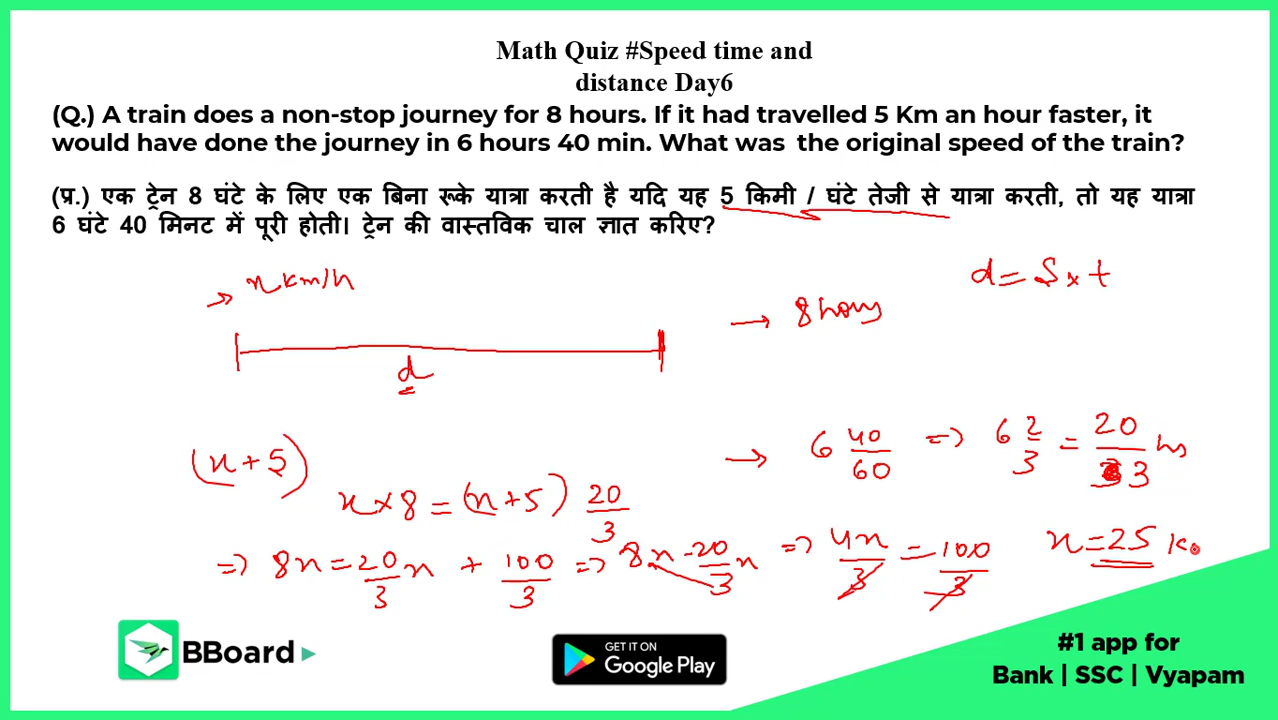 Math Quiz #Speed time and
distance Day6
(Q.) A train does a non-stop journey for 8 hours. If it had travelled 5 Km an hour faster, it
would have done the journey in 6 hours 40 min. What was the original speed of the train?
(प्र.) एक ट्रेन 8 घंटे के लिए एक बिना रूके यात्रा करती है यदि यह 5 किमी / घंटे तेजी से यात्रा करती, तो यह यात्रा
6 घंटे 40 मिनट में पूरी होती। ट्रेन की वास्तविक चाल ज्ञात करिए?
→ x km/h
d = S x t
→ 8 hours
d
→ 6 40/60 => 6 2/3 = 20/3 hs
(x+5)
x × 8 = (x+5) 20/3
=> 8x = 20/3 x + 100/3 => 8x - 20/3 x => 4x/3 = 100/3
x = 25 k
BBoard
GET IT ON
Google Play
#1 app for
Bank | SSC | Vyapam